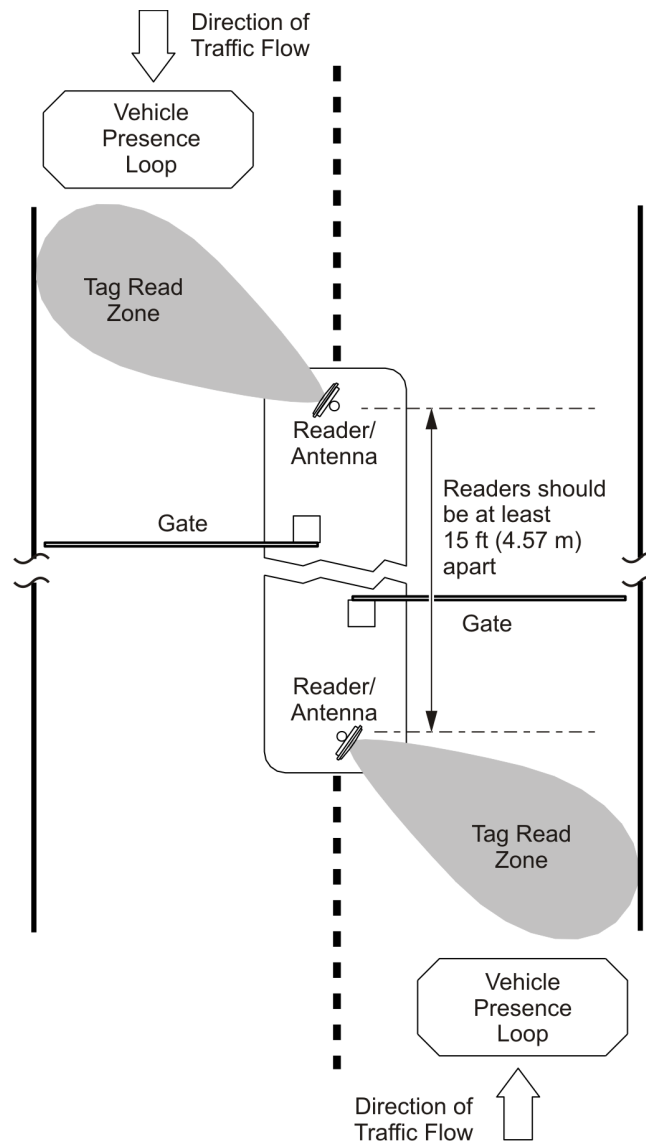 Direction of
Traffic Flow
Vehicle
Presence
Loop
Tag Read
Zone
Reader/
Antenna
Readers should
be at least
15 ft (4.57 m)
apart
Gate
Gate
Reader/
Antenna
Tag Read
Zone
Vehicle
Presence
Loop
Direction of
Traffic Flow